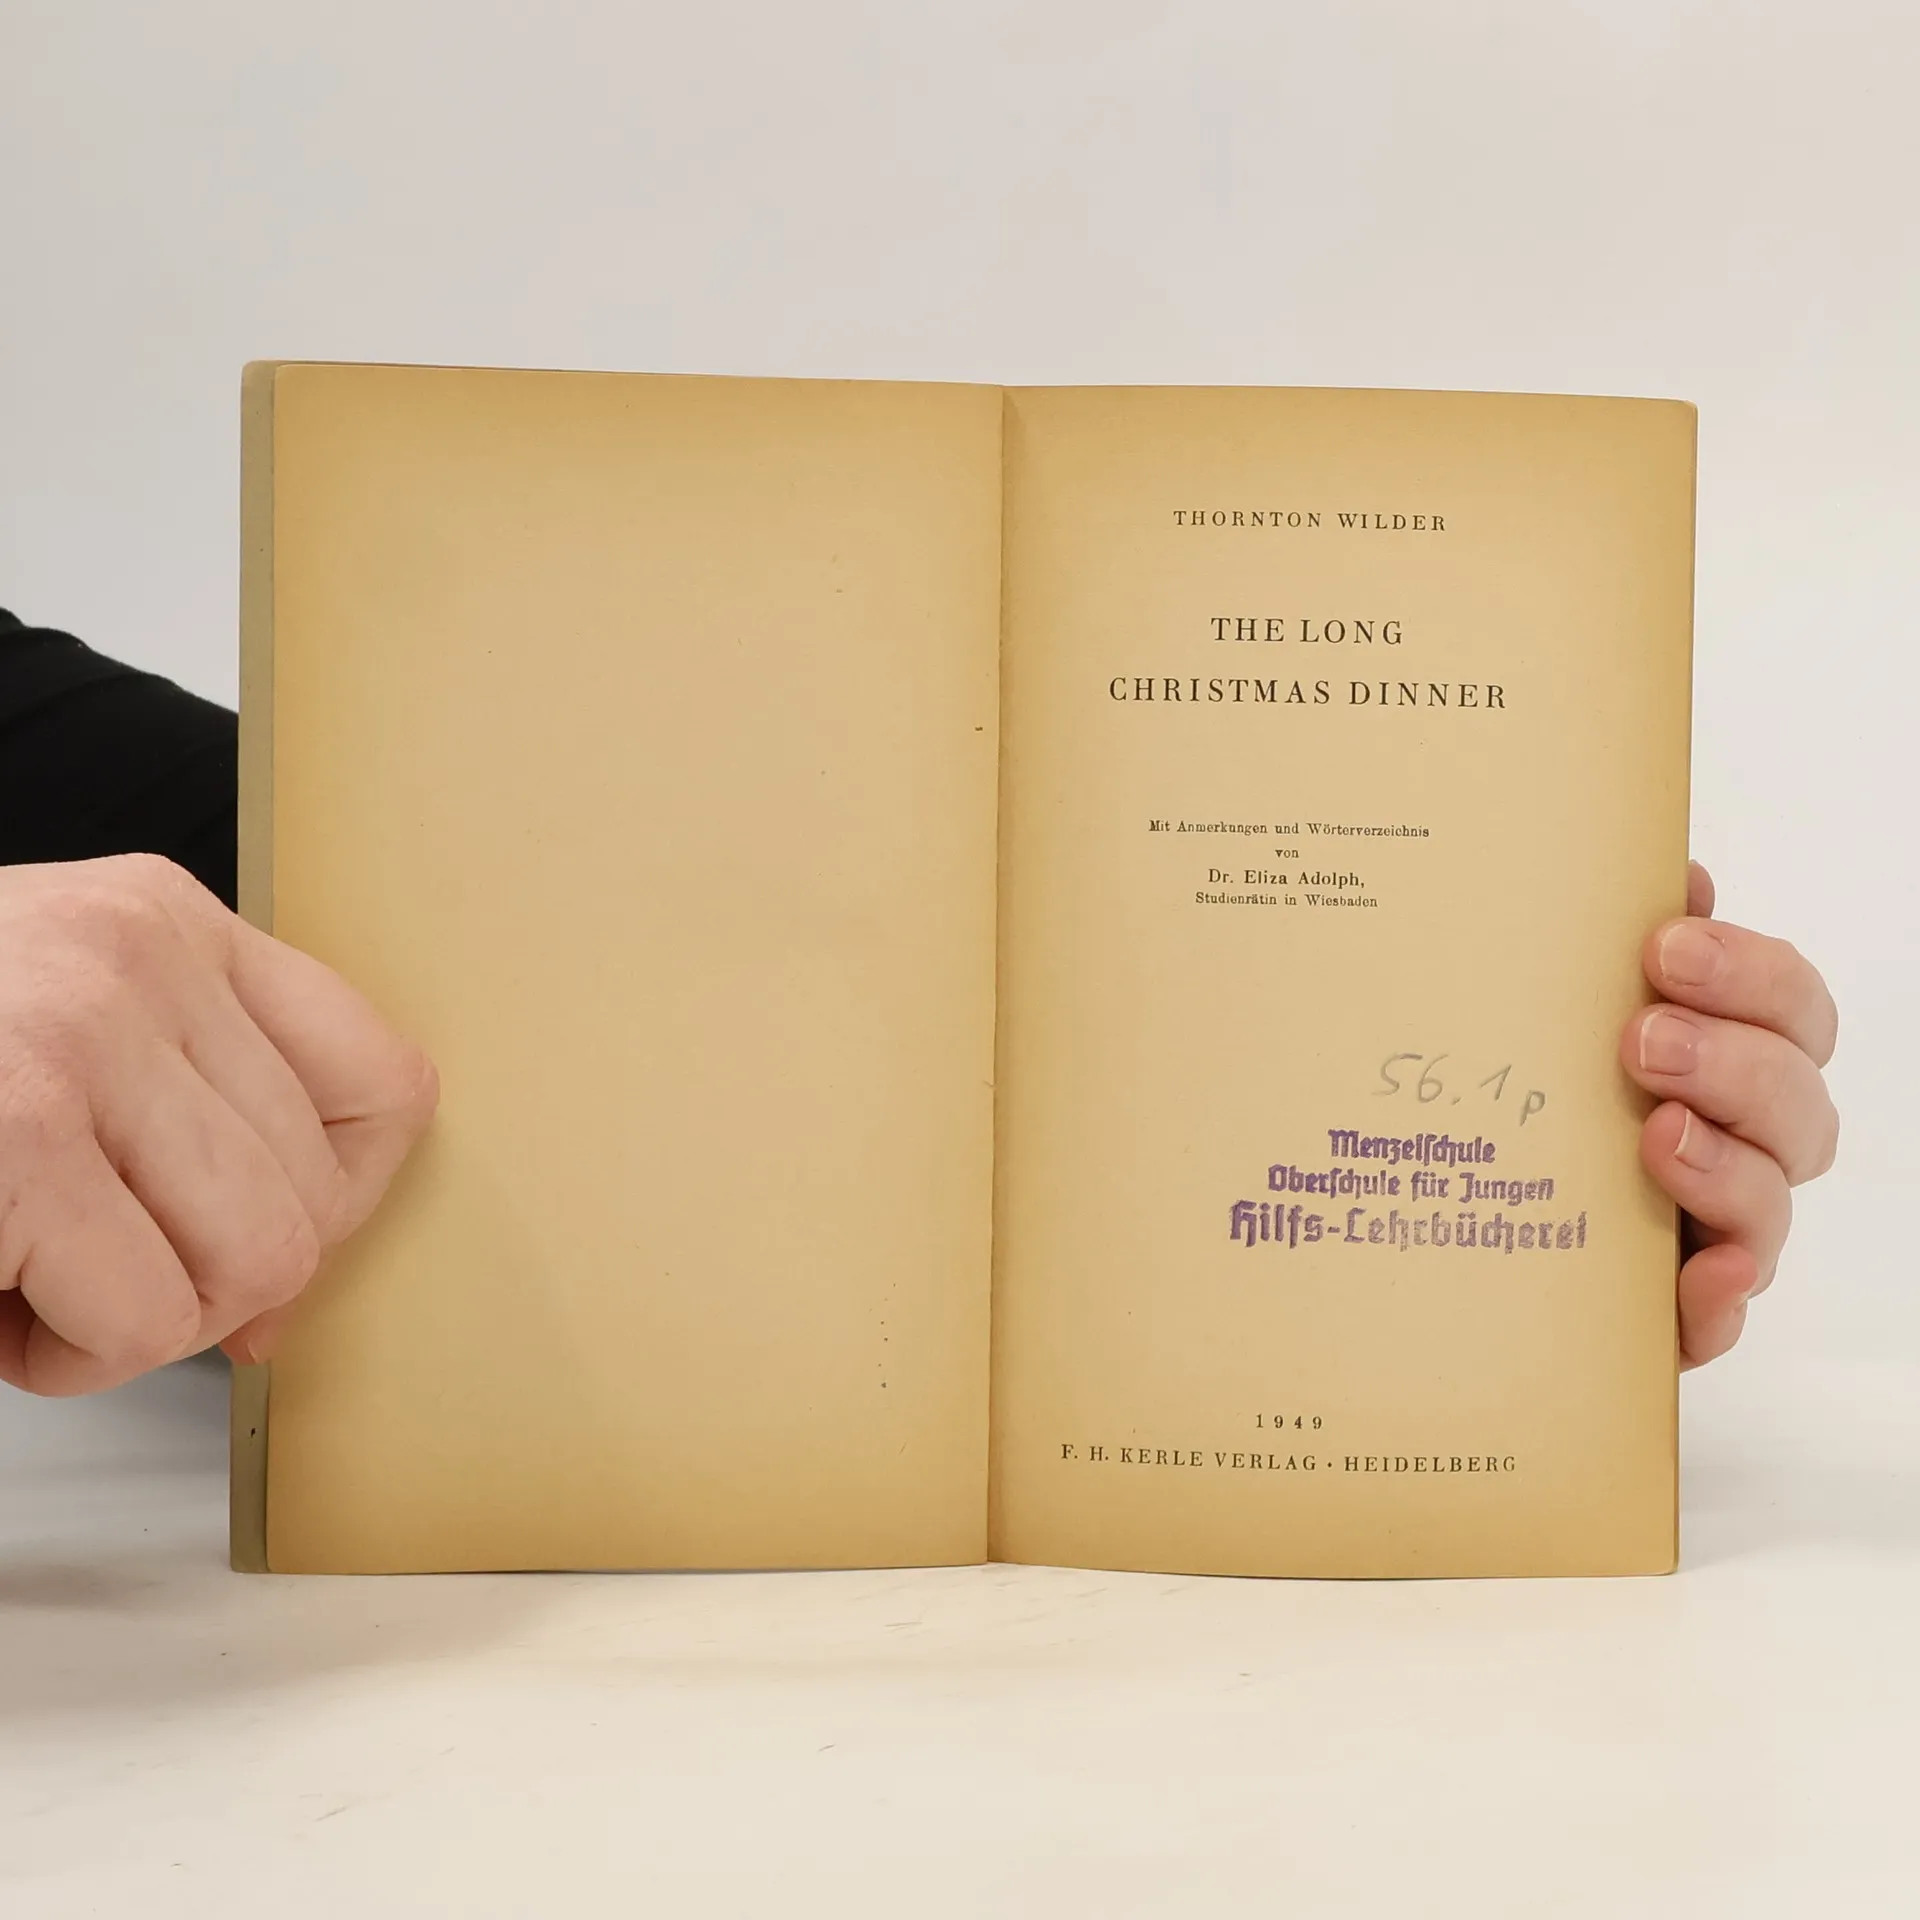 THORNTON WILDER
THE LONG
CHRISTMAS DINNER
Mit Anmerkungen und Wörterverzeichnis
von
Dr. Eliza Adolph,
Studienrätin in Wiesbaden
56.1p
Menzelschule
Oberschule für Jungen
Hilfs-Lehrbücherei
1949
F. H. KERLE VERLAG · HEIDELBERG